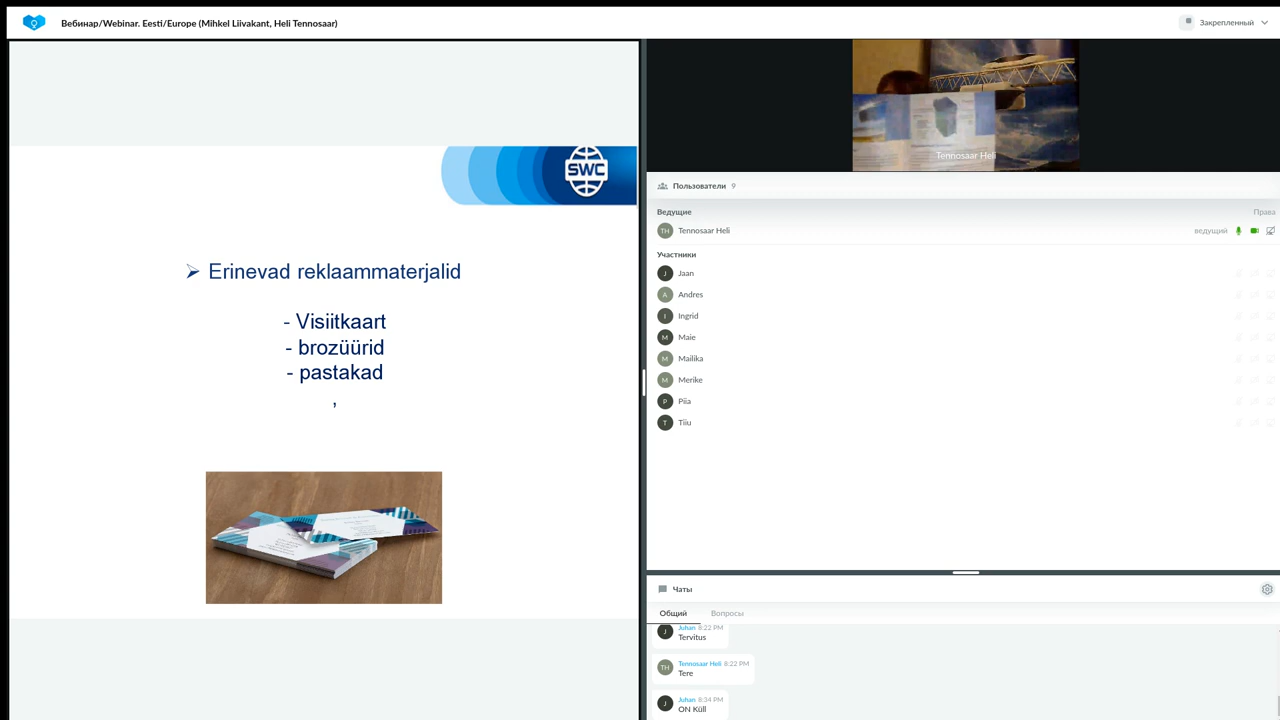 Вебинар/Webinar. Eesti/Europe (Mihkel Liivakant, Heli Tennosaar)
Закрепленный
SWC
➢ Erinevad reklaammaterjalid
- Visiitkaart
- brozüürid
- pastakad
,
Tennosaar Heli
Пользователи 9
Ведущие Права
TH Tennosaar Heli ведущий
Участники
J Jaan
A Andres
I Ingrid
M Maie
M Mailika
M Merike
P Piia
T Tiiu
Чаты
Общий Вопросы
J Juhan 8:22 PM
Tervitus
TH Tennosaar Heli 8:22 PM
Tere
J Juhan 8:34 PM
ON Küll